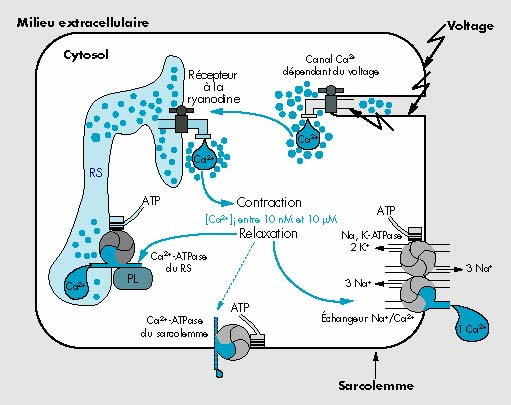 Milieu extracellulaire
Voltage
Cytosol
Canal Ca²⁺
dépendant du voltage
Récepteur
à la
ryanodine
Ca²⁺
Ca²⁺
RS
ATP
Contraction
[Ca²⁺]i entre 10 nM et 10 µM
Relaxation
ATP
Na, K-ATPase
2 K⁺
3 Na⁺
3 Na⁺
Ca²⁺-ATPase
du RS
PL
Ca²⁺
ATP
Ca²⁺-ATPase
du sarcolemme
Échangeur Na⁺/Ca²⁺
1 Ca²⁺
Sarcolemme